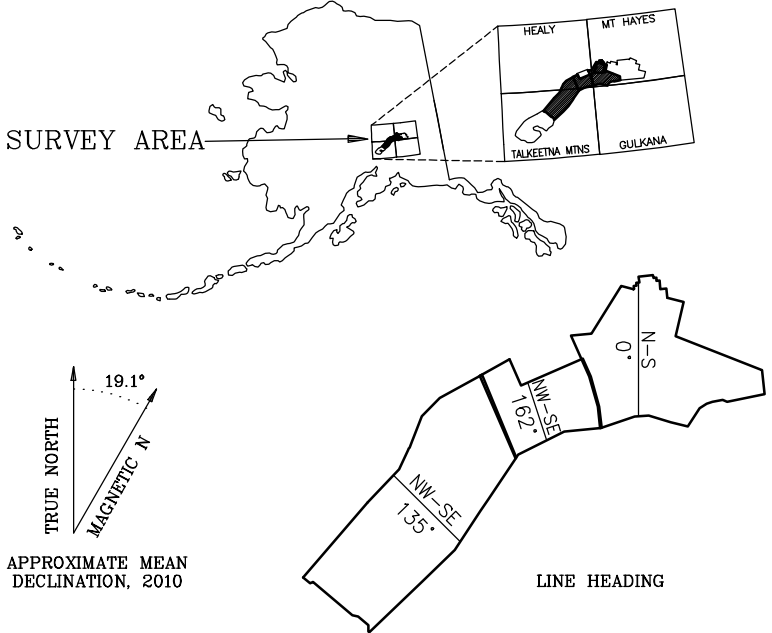 HEALY
MT HAYES
SURVEY AREA
TALKEETNA MTNS
GULKANA
N-S
0°
NW-SE
162°
NW-SE
135°
19.1°
TRUE NORTH
MAGNETIC N
APPROXIMATE MEAN
DECLINATION, 2010
LINE HEADING